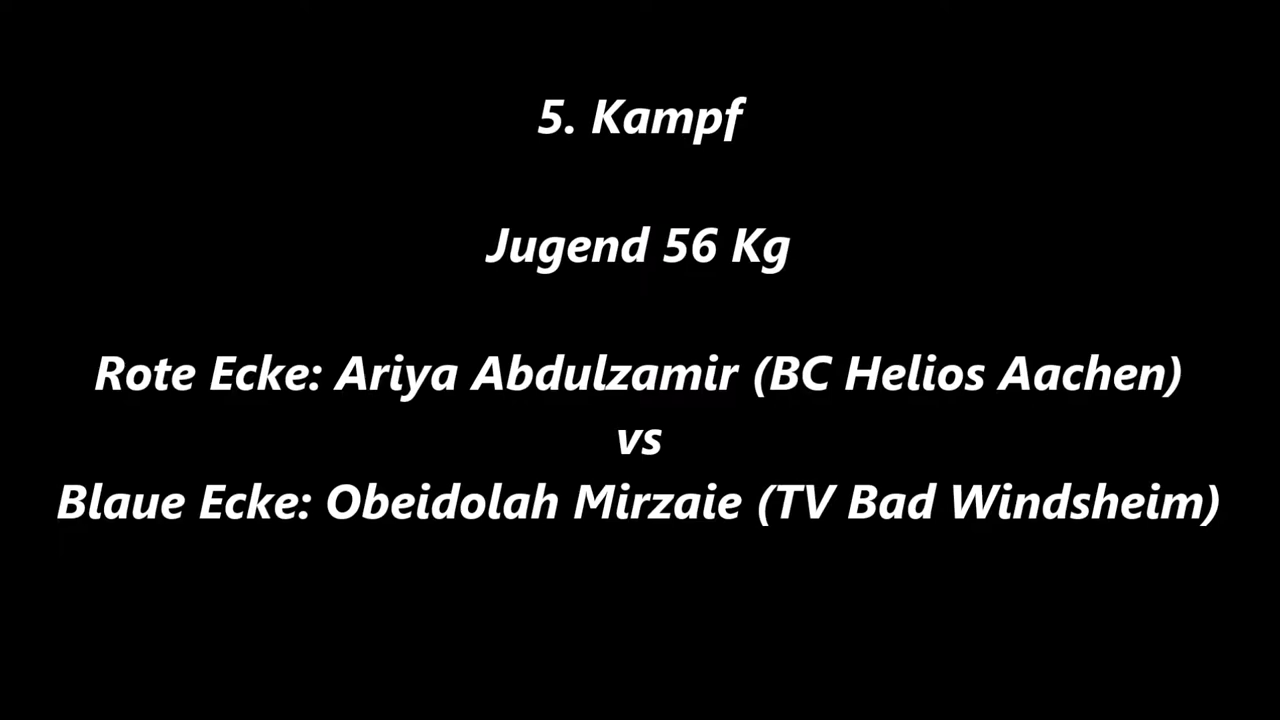 5. Kampf
Jugend 56 Kg
Rote Ecke: Ariya Abdulzamir (BC Helios Aachen)
vs
Blaue Ecke: Obeidolah Mirzaie (TV Bad Windsheim)